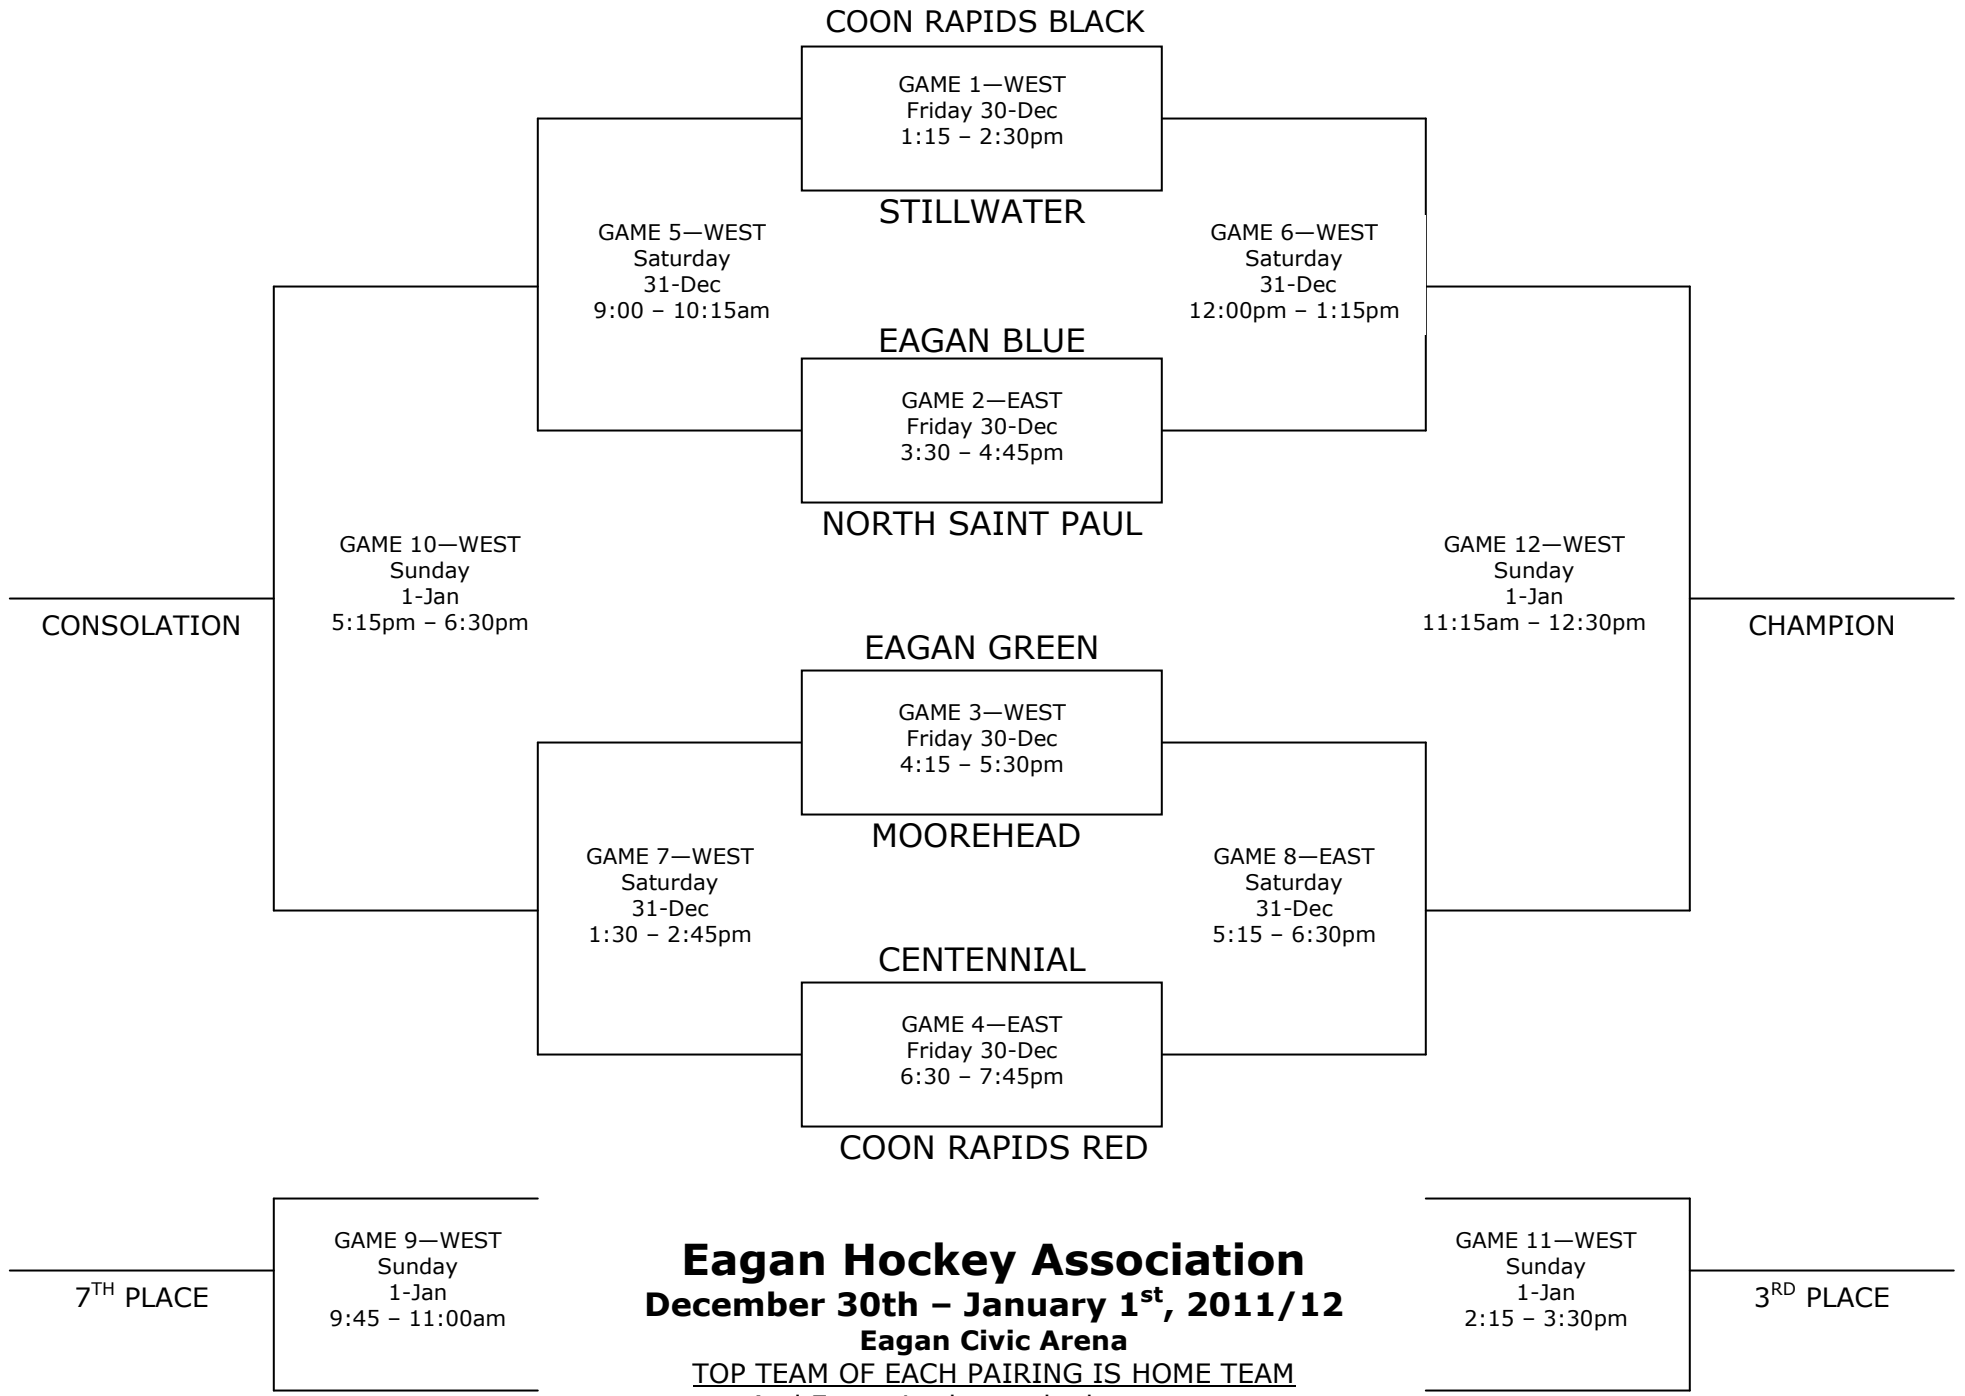 COON RAPIDS BLACK
GAME 1—WEST
Friday 30-Dec
1:15 – 2:30pm
STILLWATER
GAME 5—WEST
Saturday
31-Dec
9:00 – 10:15am
GAME 6—WEST
Saturday
31-Dec
12:00pm – 1:15pm
EAGAN BLUE
GAME 2—EAST
Friday 30-Dec
3:30 – 4:45pm
NORTH SAINT PAUL
GAME 10—WEST
Sunday
1-Jan
5:15pm – 6:30pm
CONSOLATION
GAME 12—WEST
Sunday
1-Jan
11:15am – 12:30pm
CHAMPION
EAGAN GREEN
GAME 3—WEST
Friday 30-Dec
4:15 – 5:30pm
MOOREHEAD
GAME 7—WEST
Saturday
31-Dec
1:30 – 2:45pm
GAME 8—EAST
Saturday
31-Dec
5:15 – 6:30pm
CENTENNIAL
GAME 4—EAST
Friday 30-Dec
6:30 – 7:45pm
COON RAPIDS RED
GAME 9—WEST
Sunday
1-Jan
9:45 – 11:00am
7TH PLACE
Eagan Hockey Association
December 30th – January 1st, 2011/12
Eagan Civic Arena
TOP TEAM OF EACH PAIRING IS HOME TEAM
GAME 11—WEST
Sunday
1-Jan
2:15 – 3:30pm
3RD PLACE